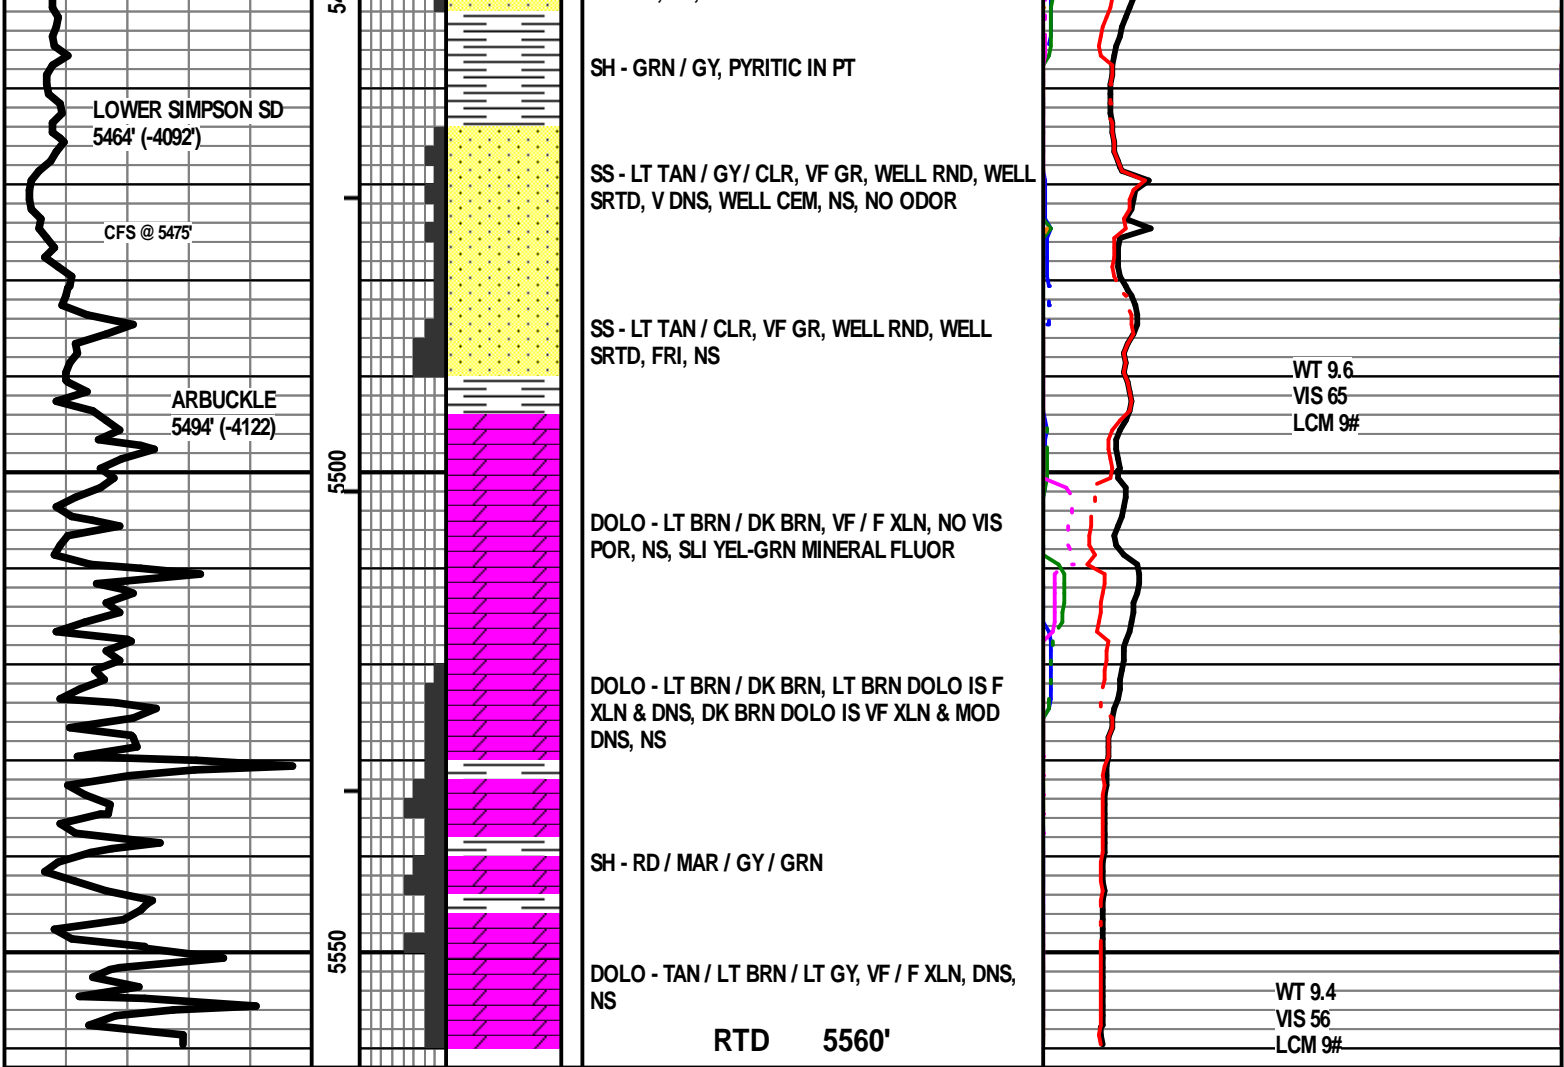 SH - GRN / GY, PYRITIC IN PT
LOWER SIMPSON SD
5464' (-4092')
SS - LT TAN / GY / CLR, VF GR, WELL RND, WELL
SRTD, V DNS, WELL CEM, NS, NO ODOR
CFS @ 5475'
SS - LT TAN / CLR, VF GR, WELL RND, WELL
SRTD, FRI, NS
WT 9.6
VIS 65
LCM 9#
ARBUCKLE
5494' (-4122)
5500
DOLO - LT BRN / DK BRN, VF / F XLN, NO VIS
POR, NS, SLI YEL-GRN MINERAL FLUOR
DOLO - LT BRN / DK BRN, LT BRN DOLO IS F
XLN & DNS, DK BRN DOLO IS VF XLN & MOD
DNS, NS
SH - RD / MAR / GY / GRN
5550
DOLO - TAN / LT BRN / LT GY, VF / F XLN, DNS,
NS
WT 9.4
VIS 56
LCM 9#
RTD 5560'